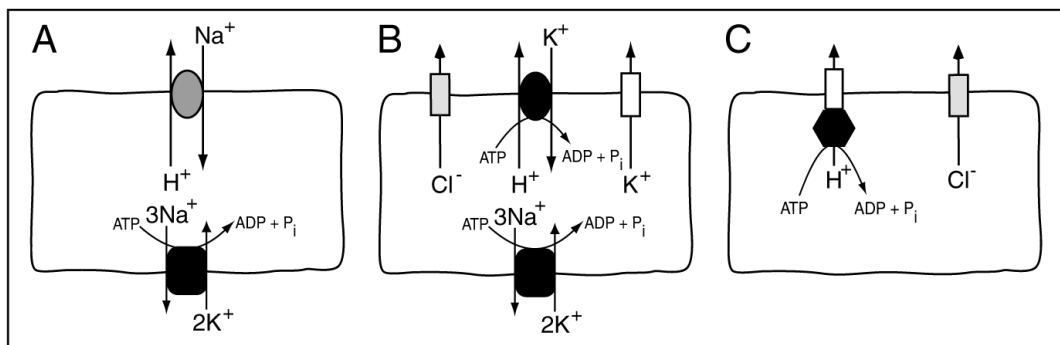 A
Na⁺
H⁺
3Na⁺
ATP
ADP + Pᵢ
2K⁺
B
K⁺
ATP
ADP + Pᵢ
Cl⁻
H⁺
K⁺
3Na⁺
ATP
ADP + Pᵢ
2K⁺
C
H⁺
ATP
ADP + Pᵢ
Cl⁻